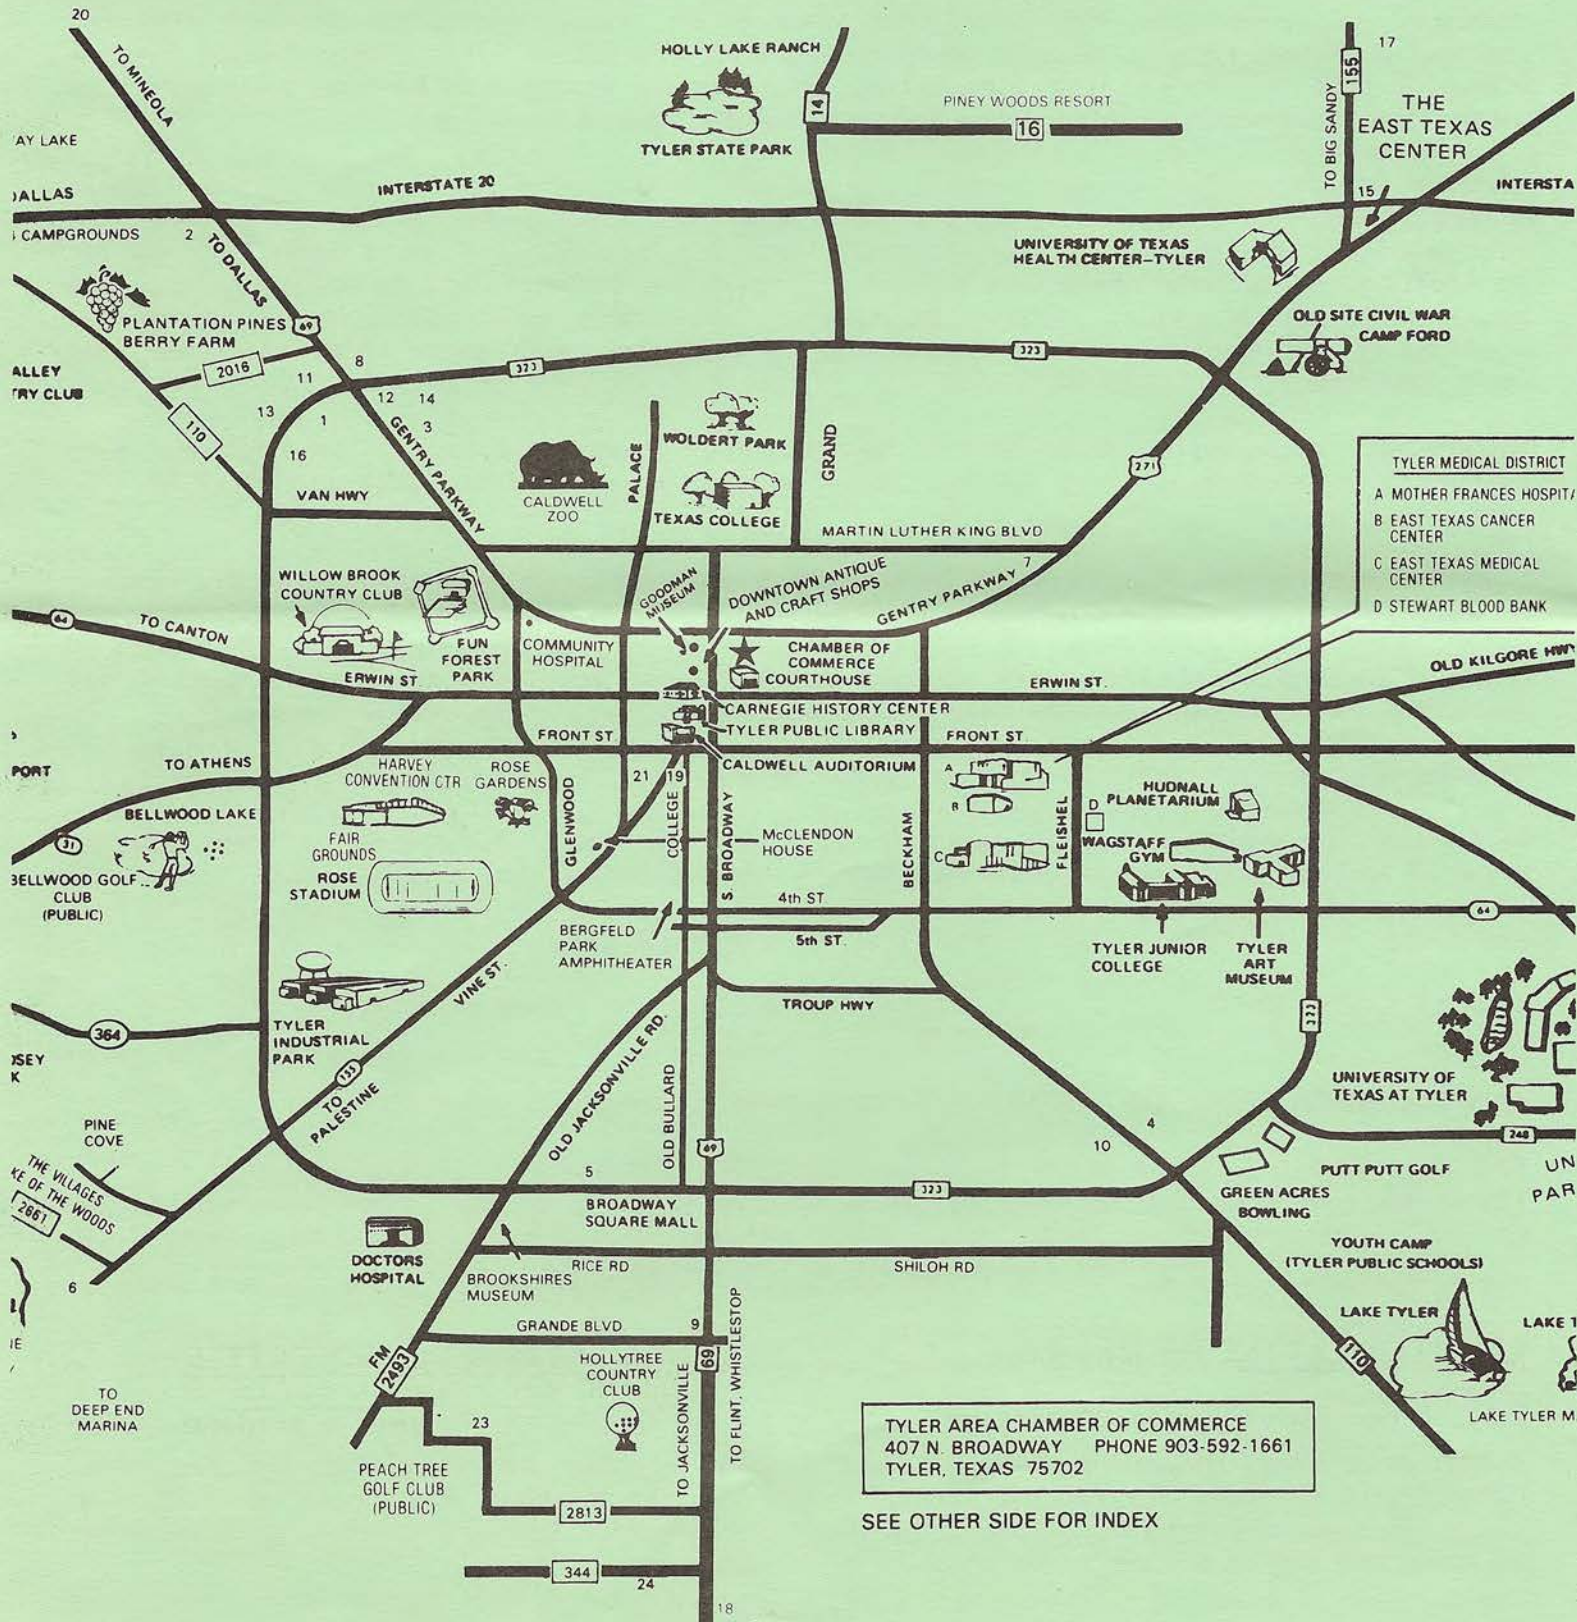 20
TO MINEOLA
HOLLY LAKE RANCH
14
TYLER STATE PARK
PINEY WOODS RESORT
16
155
17
TO BIG SANDY
THE
EAST TEXAS
CENTER
AY LAKE
DALLAS
INTERSTATE 20
15
INTERSTA
CAMPGROUNDS
2
TO DALLAS
UNIVERSITY OF TEXAS
HEALTH CENTER–TYLER
PLANTATION PINES
BERRY FARM
69
OLD SITE CIVIL WAR
CAMP FORD
2016
8
323
323
ALLEY
TRY CLUB
11
12
14
13
1
3
110
16
GENTRY PARKWAY
VAN HWY
CALDWELL
ZOO
PALACE
WOLDERT PARK
TEXAS COLLEGE
GRAND
271
MARTIN LUTHER KING BLVD
TYLER MEDICAL DISTRICT
A MOTHER FRANCES HOSPITA
B EAST TEXAS CANCER
CENTER
C EAST TEXAS MEDICAL
CENTER
D STEWART BLOOD BANK
WILLOW BROOK
COUNTRY CLUB
FUN
FOREST
PARK
COMMUNITY
HOSPITAL
GOODMAN
MUSEUM
DOWNTOWN ANTIQUE
AND CRAFT SHOPS
GENTRY PARKWAY
7
64
TO CANTON
CHAMBER OF
COMMERCE
COURTHOUSE
OLD KILGORE HWY
ERWIN ST.
ERWIN ST.
CARNEGIE HISTORY CENTER
TYLER PUBLIC LIBRARY
FRONT ST.
FRONT ST.
CALDWELL AUDITORIUM
PORT
TO ATHENS
HARVEY
CONVENTION CTR
ROSE
GARDENS
21
19
A
B
C
D
HUDNALL
PLANETARIUM
BELLWOOD LAKE
31
FAIR
GROUNDS
GLENWOOD
COLLEGE
S. BROADWAY
McCLENDON
HOUSE
BECKHAM
FLEISHEL
WAGSTAFF
GYM
BELLWOOD GOLF
CLUB
(PUBLIC)
ROSE
STADIUM
4th ST
64
BERGFELD
PARK
AMPHITHEATER
5th ST.
TYLER JUNIOR
COLLEGE
TYLER
ART
MUSEUM
VINE ST.
TROUP HWY
323
364
TYLER
INDUSTRIAL
PARK
OLD JACKSONVILLE RD.
OLD BULLARD
SEY
K
155
TO
PALESTINE
UNIVERSITY OF
TEXAS AT TYLER
PINE
COVE
4
10
69
248
THE VILLAGES
KE OF THE WOODS
2661
5
323
PUTT PUTT GOLF
UN
PAR
GREEN ACRES
BOWLING
BROADWAY
SQUARE MALL
DOCTORS
HOSPITAL
BROOKSHIRES
MUSEUM
RICE RD
SHILOH RD
YOUTH CAMP
(TYLER PUBLIC SCHOOLS)
6
LAKE TYLER
LAKE T
GRANDE BLVD
9
FM
2493
69
110
HOLLYTREE
COUNTRY
CLUB
TO JACKSONVILLE
TO FLINT, WHISTLESTOP
TO
DEEP END
MARINA
23
LAKE TYLER M
TYLER AREA CHAMBER OF COMMERCE
407 N. BROADWAY PHONE 903-592-1661
TYLER, TEXAS 75702
PEACH TREE
GOLF CLUB
(PUBLIC)
2813
SEE OTHER SIDE FOR INDEX
344
24
18